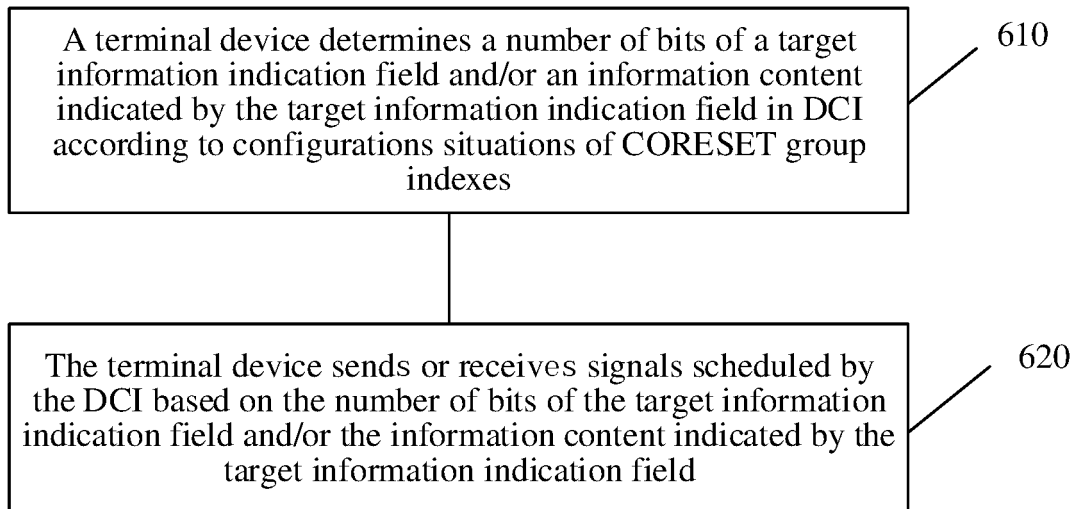 A terminal device determines a number of bits of a target
information indication field and/or an information content
indicated by the target information indication field in DCI
according to configurations situations of CORESET group
indexes
610
The terminal device sends or receives signals scheduled by
the DCI based on the number of bits of the target information
indication field and/or the information content indicated by the
target information indication field
620